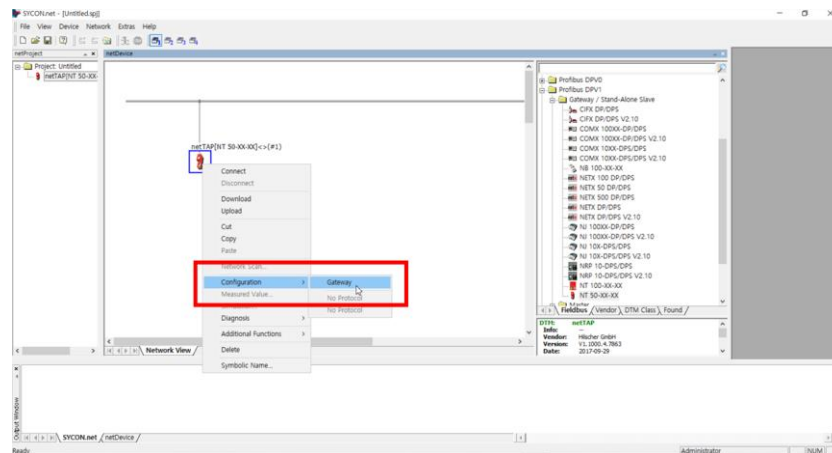 SYCON.net - [Untitled.spj]
File View Device Network Extras Help
netProject
netDevice
Project: Untitled
netTAP[NT 50-XX-
netTAP[NT 50-XX-XX]<>(#1)
Connect
Disconnect
Download
Upload
Cut
Copy
Paste
Network Scan...
Configuration
Gateway
Measured Value...
No Protocol
No Protocol
Diagnosis
Additional Functions
Delete
Symbolic Name...
Network View
Profibus DPV0
Profibus DPV1
Gateway / Stand-Alone Slave
CIFX DP/DPS
CIFX DP/DPS V2.10
COMX 100XX-DP/DPS
COMX 100XX-DP/DPS V2.10
COMX 10XX-DPS/DPS
COMX 10XX-DPS/DPS V2.10
NB 100-XX-XX
NETX 100 DP/DPS
NETX 50 DP/DPS
NETX 500 DP/DPS
NETX DP/DPS
NETX DP/DPS V2.10
NJ 100XX-DP/DPS
NJ 100XX-DP/DPS V2.10
NJ 10X-DPS/DPS
NJ 10X-DPS/DPS V2.10
NRP 10-DPS/DPS
NRP 10-DPS/DPS V2.10
NT 100-XX-XX
NT 50-XX-XX
Master
Fieldbus Vendor DTM Class Found
DTM: netTAP
Info: --
Vendor: Hilscher GmbH
Version: V1.1000.4.7863
Date: 2017-09-29
Output Window
SYCON.net netDevice
Ready
Administrator
NUM